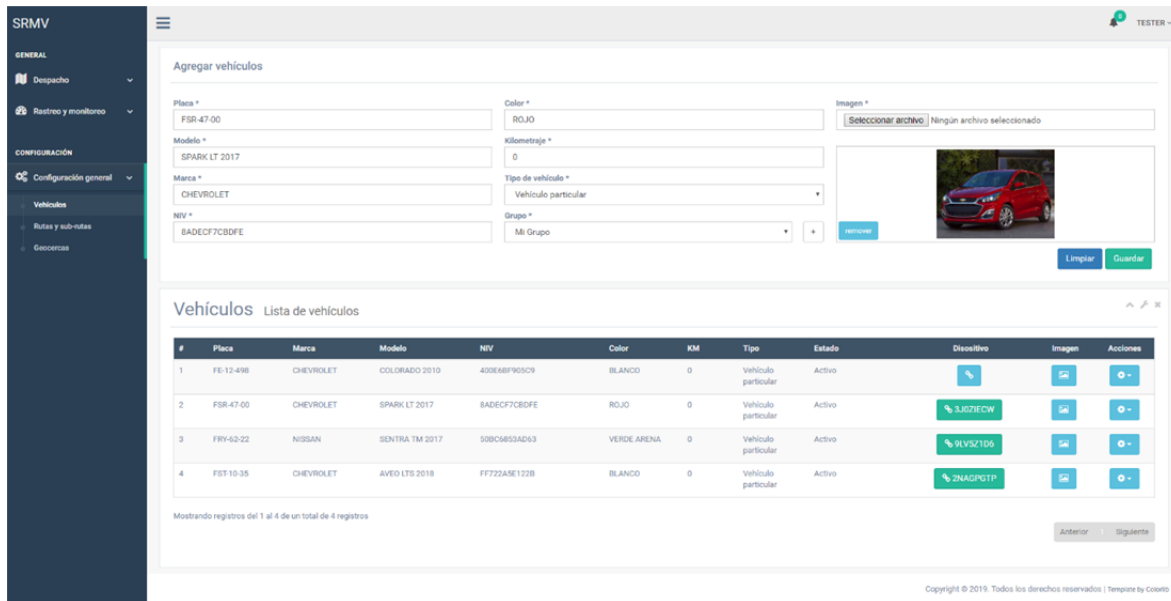 SRMV
0
TESTER
GENERAL
Despacho
Rastreo y monitoreo
CONFIGURACIÓN
Configuración general
Vehículos
Rutas y sub-rutas
Geocercas
Agregar vehículos
Placa * Color * Imagen *
FSR-47-00 ROJO Seleccionar archivo Ningún archivo seleccionado
Modelo * Kilometraje *
SPARK LT 2017 0
Marca * Tipo de vehículo *
CHEVROLET Vehículo particular
NIV * Grupo *
8ADECF7CBDFE Mi Grupo + remover
Limpiar Guardar
Vehículos Lista de vehículos
# Placa Marca Modelo NIV Color KM Tipo Estado Disositivo Imagen Acciones
1 FE-12-498 CHEVROLET COLORADO 2010 400E6BF905C9 BLANCO 0 Vehículo particular Activo
2 FSR-47-00 CHEVROLET SPARK LT 2017 8ADECF7CBDFE ROJO 0 Vehículo particular Activo 3J0ZIECW
3 FRY-62-22 NISSAN SENTRA TM 2017 50BC6853AD63 VERDE ARENA 0 Vehículo particular Activo 9LV5Z1D6
4 FST-10-35 CHEVROLET AVEO LTS 2018 FF722A5E122B BLANCO 0 Vehículo particular Activo 2NAGPGTP
Mostrando registros del 1 al 4 de un total de 4 registros
Anterior 1 Siguiente
Copyright © 2019. Todos los derechos reservados | Template by Colorlib